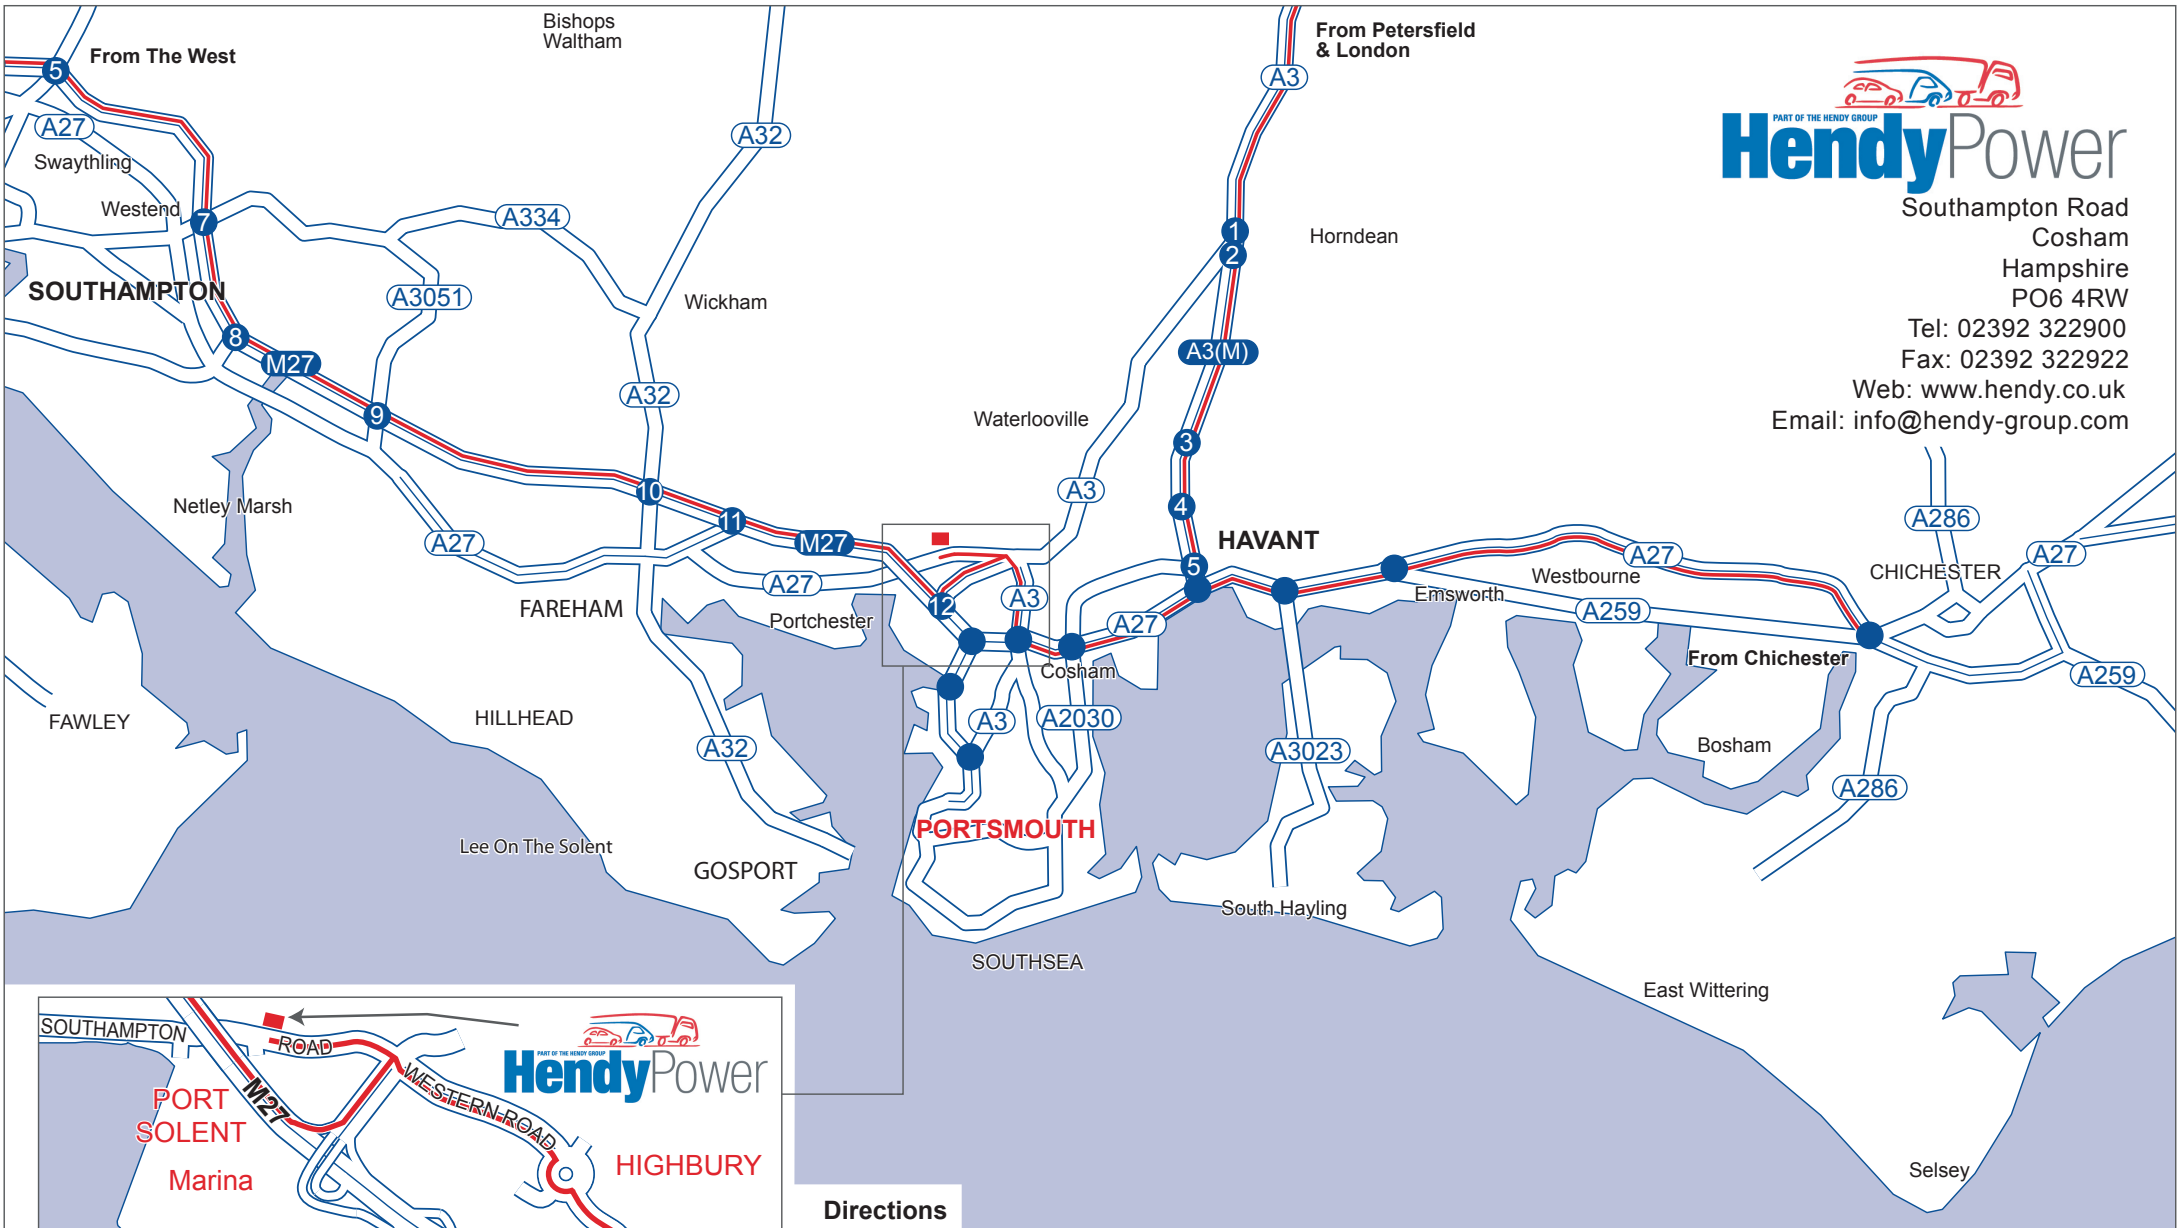 Bishops
Waltham
From Petersfield
& London
From The West
5
A3
A27
A32
PART OF THE HENDY GROUP
HendyPower
Swaythling
Westend
7
A334
1
2
Horndean
Southampton Road
Cosham
Hampshire
PO6 4RW
Tel: 02392 322900
Fax: 02392 322922
Web: www.hendy.co.uk
Email: info@hendy-group.com
SOUTHAMPTON
A3051
Wickham
8
M27
A3(M)
A32
9
Waterlooville
3
10
A3
4
Netley Marsh
11
A286
A27
M27
HAVANT
A27
A27
5
Westbourne
CHICHESTER
A27
Emsworth
FAREHAM
12
A3
A259
Portchester
A27
Cosham
From Chichester
A259
FAWLEY
HILLHEAD
A3
A2030
A32
A3023
Bosham
A286
PORTSMOUTH
Lee On The Solent
GOSPORT
South Hayling
SOUTHSEA
East Wittering
SOUTHAMPTON
ROAD
PART OF THE HENDY GROUP
HendyPower
WESTERN ROAD
M27
PORT
SOLENT
Marina
HIGHBURY
Selsey
Directions